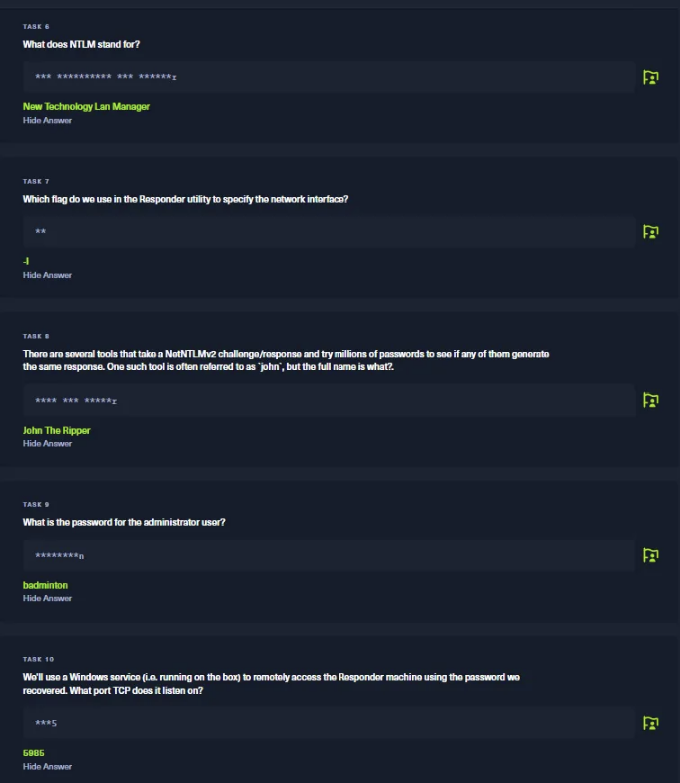 TASK 6
What does NTLM stand for?
*** ********** *** ******r
New Technology Lan Manager
Hide Answer
TASK 7
Which flag do we use in the Responder utility to specify the network interface?
**
-I
Hide Answer
TASK 8
There are several tools that take a NetNTLMv2 challenge/response and try millions of passwords to see if any of them generate
the same response. One such tool is often referred to as `john`, but the full name is what?.
**** *** *****r
John The Ripper
Hide Answer
TASK 9
What is the password for the administrator user?
********n
badminton
Hide Answer
TASK 10
We'll use a Windows service (i.e. running on the box) to remotely access the Responder machine using the password we
recovered. What port TCP does it listen on?
***5
5985
Hide Answer